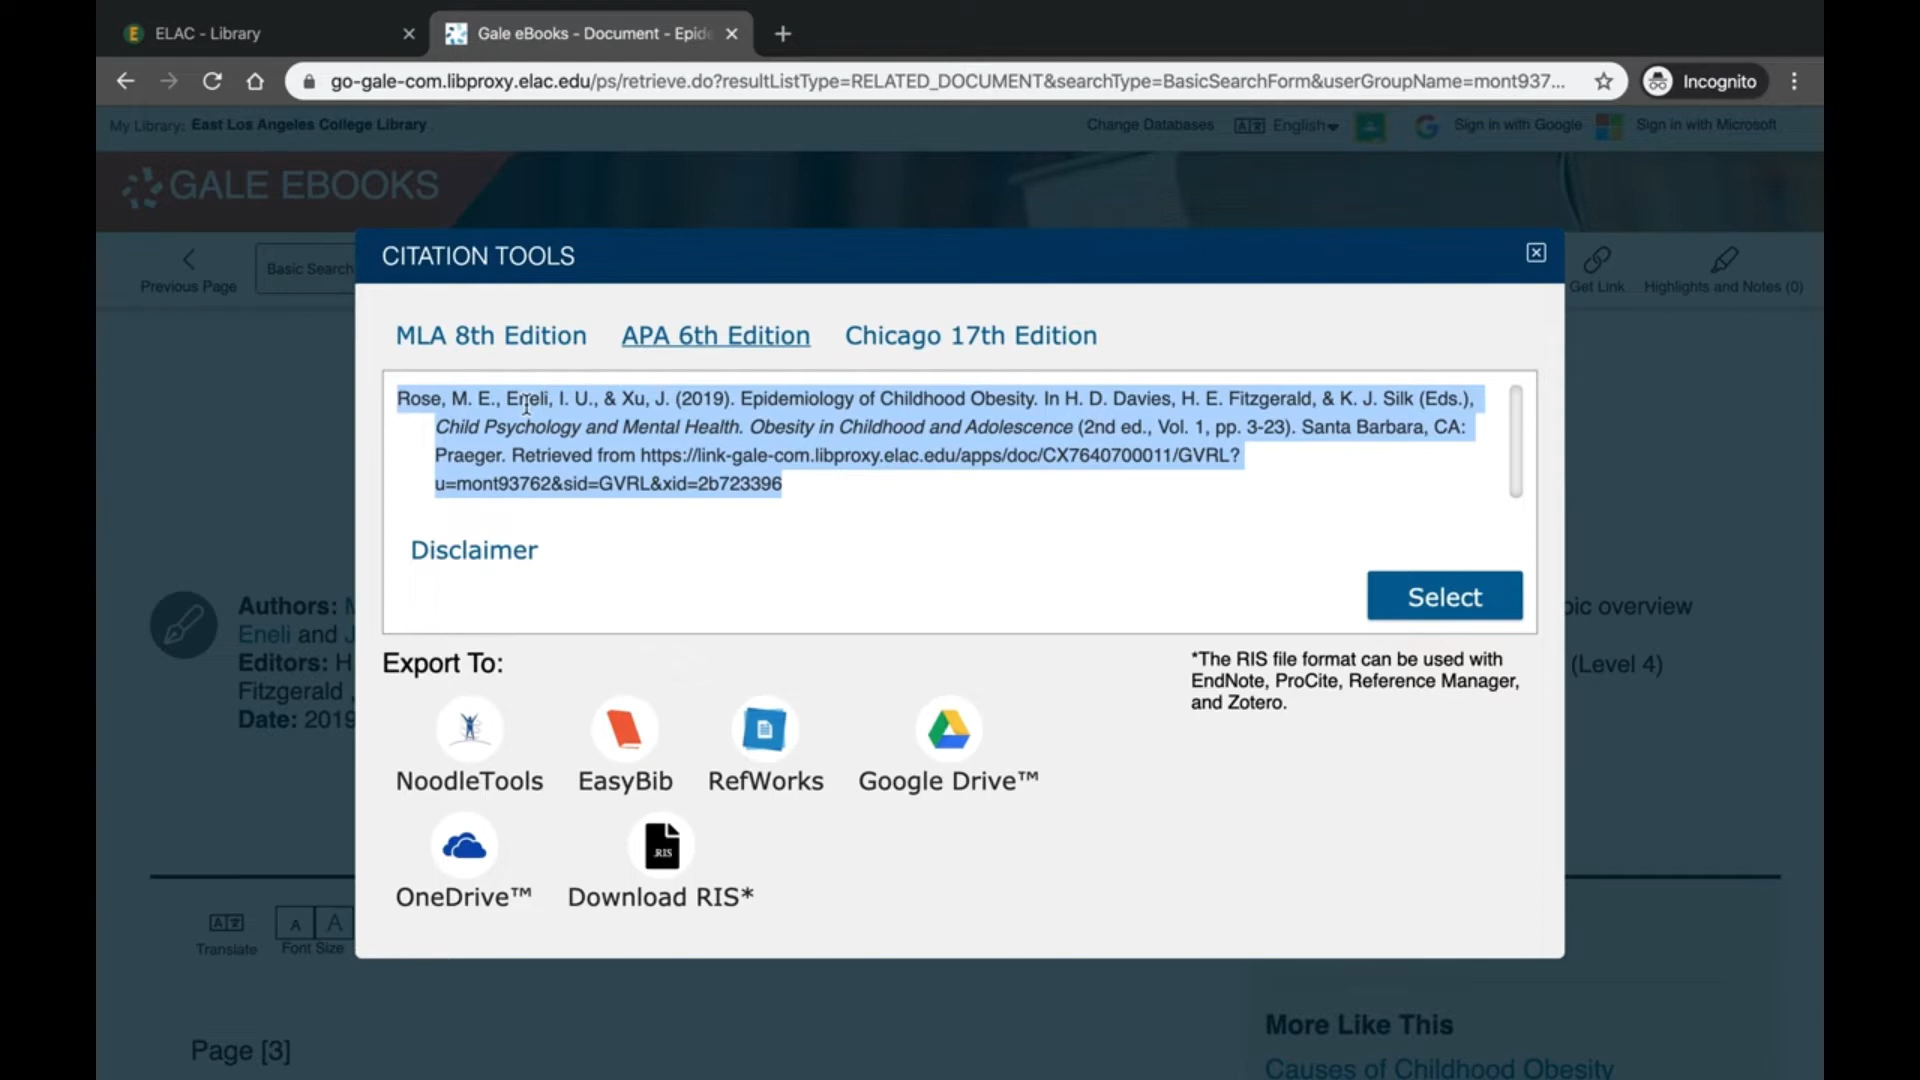 ELAC - Library
Gale eBooks - Document - Epide
go-gale-com.libproxy.elac.edu/ps/retrieve.do?resultListType=RELATED_DOCUMENT&searchType=BasicSearchForm&userGroupName=mont937...
Incognito
My Library: East Los Angeles College Library
Change Databases
English
Sign in with Google
Sign in with Microsoft
GALE EBOOKS
Previous Page
Basic Search
Get Link
Highlights and Notes (0)
CITATION TOOLS
MLA 8th Edition
APA 6th Edition
Chicago 17th Edition
Rose, M. E., Eneli, I. U., & Xu, J. (2019). Epidemiology of Childhood Obesity. In H. D. Davies, H. E. Fitzgerald, & K. J. Silk (Eds.),
Child Psychology and Mental Health. Obesity in Childhood and Adolescence (2nd ed., Vol. 1, pp. 3-23). Santa Barbara, CA:
Praeger. Retrieved from https://link-gale-com.libproxy.elac.edu/apps/doc/CX7640700011/GVRL?
u=mont93762&sid=GVRL&xid=2b723396
Disclaimer
Select
Authors: M
Eneli and J
Editors: H
Fitzgerald ,
Date: 2019
pic overview
(Level 4)
Export To:
*The RIS file format can be used with
EndNote, ProCite, Reference Manager,
and Zotero.
NoodleTools
EasyBib
RefWorks
Google Drive™
OneDrive™
.RIS
Download RIS*
A A
Translate
Font Size
Page [3]
More Like This
Causes of Childhood Obesity